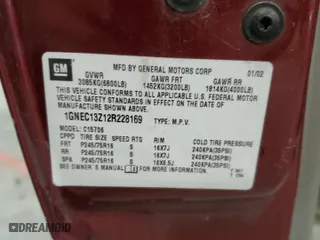 GM
MFD BY GENERAL MOTORS CORP 01/02
GVWR GAWR FRT GAWR RR
3085KG(6800LB) 1452KG(3200LB) 1814KG(4000LB)
THIS VEHICLE CONFORMS TO ALL APPLICABLE U.S. FEDERAL MOTOR
VEHICLE SAFETY AND THEFT PREVENTION STANDARDS IN EFFECT ON
THE DATE OF MANUFACTURE SHOWN ABOVE.
1GNEC13Z12R228169 TYPE: M.P.V.
MODEL: C15706
TIRE SIZE SPEED RTG RIM COLD TIRE PRESSURE
FRT P245/75R16 S 16X7J 240KPA(35PSI)
RR P245/75R16 S 16X7J 240KPA(35PSI)
SPA P245/75R16 S 16X6.5J 240KPA(35PSI)
SEE OWNER'S MANUAL FOR MORE INFORMATION
© DREAMBID